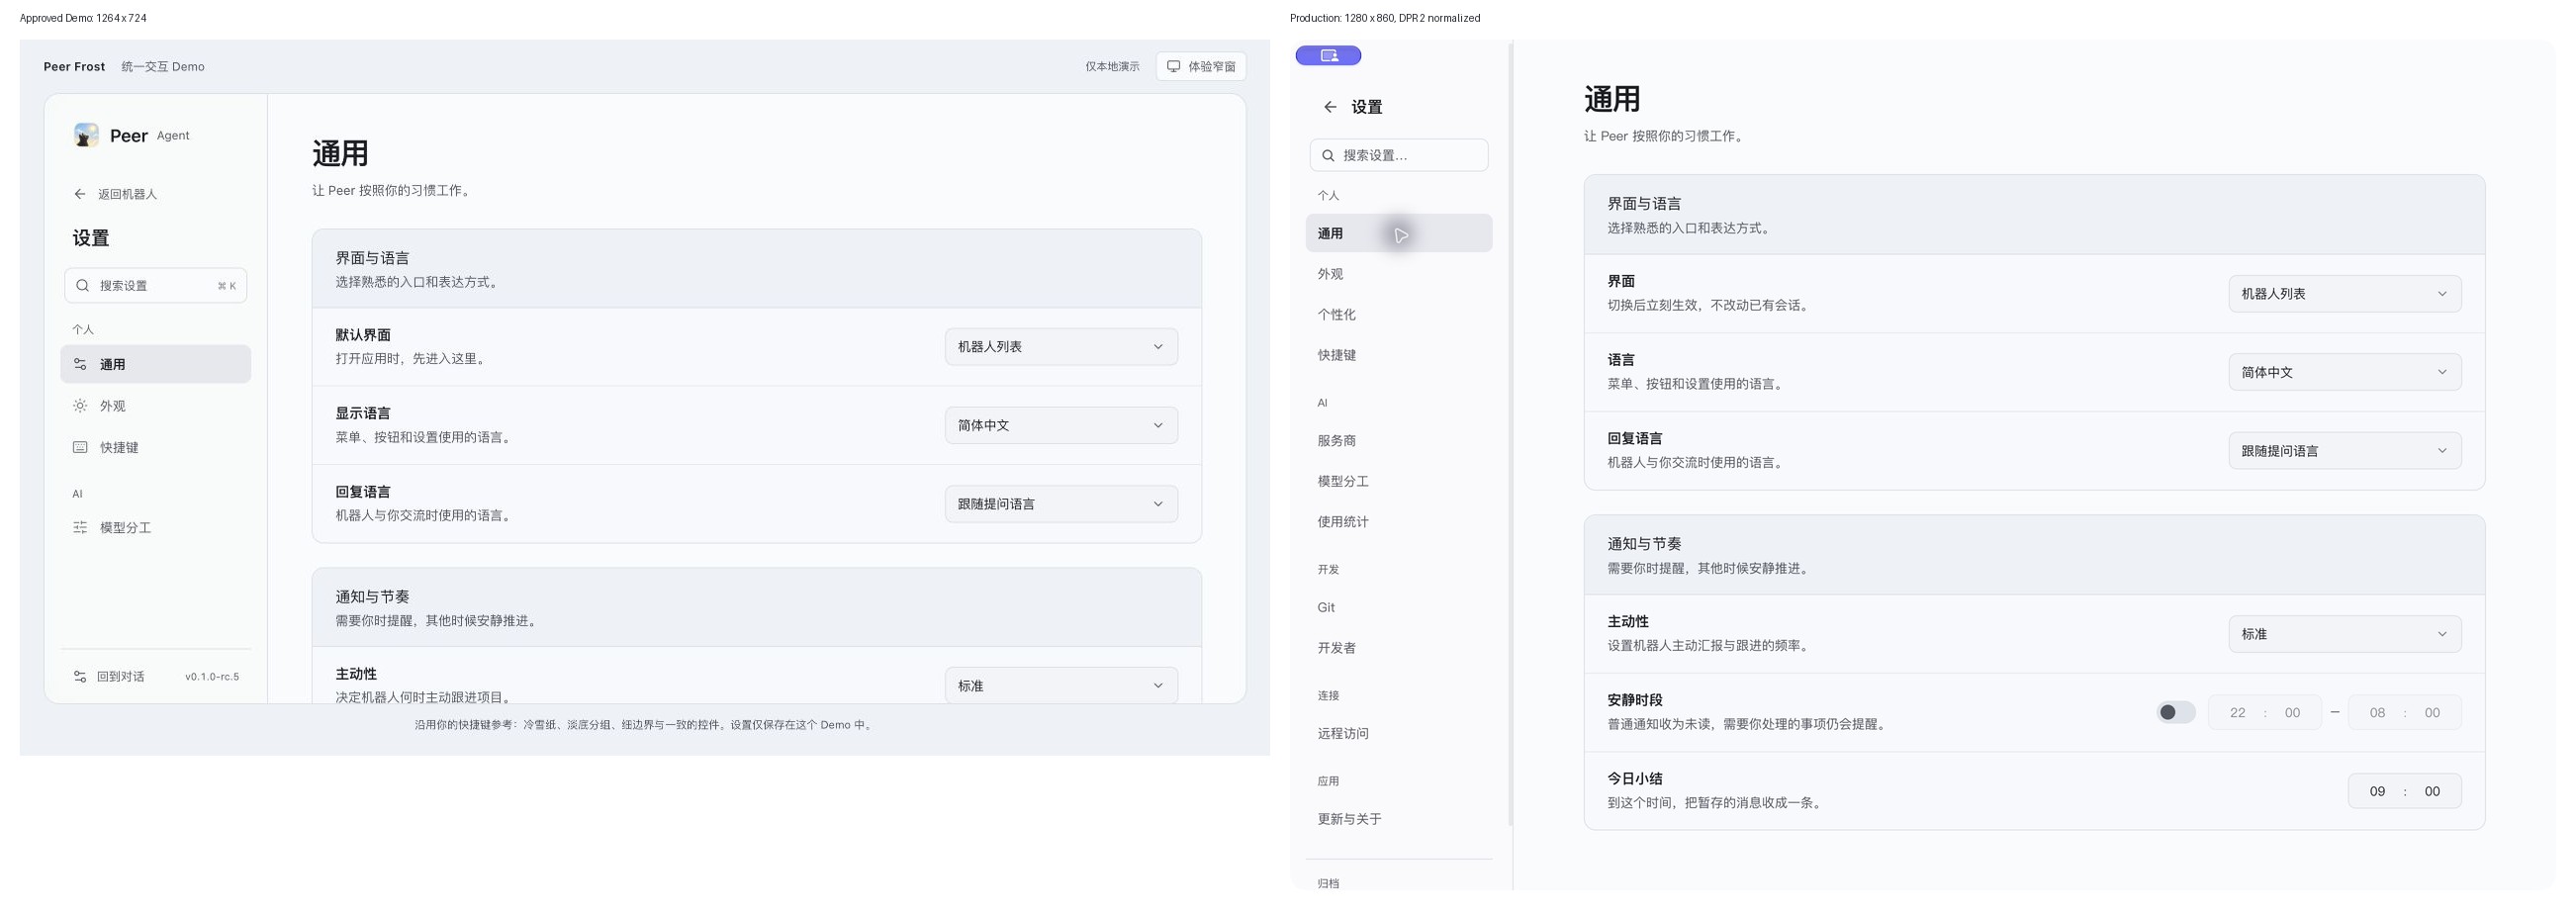 Approved Demo: 1264 x 724
Peer Frost 统一交互 Demo
仅本地演示 体验窄窗
Peer Agent
返回机器人
设置
搜索设置 ⌘ K
个人
通用
外观
快捷键
AI
模型分工
回到对话 v0.1.0-rc.5
通用
让 Peer 按照你的习惯工作。
界面与语言
选择熟悉的入口和表达方式。
默认界面
打开应用时，先进入这里。
机器人列表
显示语言
菜单、按钮和设置使用的语言。
简体中文
回复语言
机器人与你交流时使用的语言。
跟随提问语言
通知与节奏
需要你时提醒，其他时候安静推进。
主动性
决定机器人何时主动跟进项目。
标准
沿用你的快捷键参考：冷雪纸、淡底分组、细边界与一致的控件。设置仅保存在这个 Demo 中。
Production: 1280 x 860, DPR 2 normalized
设置
搜索设置...
个人
通用
外观
个性化
快捷键
AI
服务商
模型分工
使用统计
开发
Git
开发者
连接
远程访问
应用
更新与关于
归档
通用
让 Peer 按照你的习惯工作。
界面与语言
选择熟悉的入口和表达方式。
界面
切换后立刻生效，不改动已有会话。
机器人列表
语言
菜单、按钮和设置使用的语言。
简体中文
回复语言
机器人与你交流时使用的语言。
跟随提问语言
通知与节奏
需要你时提醒，其他时候安静推进。
主动性
设置机器人主动汇报与跟进的频率。
标准
安静时段
普通通知收为未读，需要你处理的事项仍会提醒。
22 : 00 – 08 : 00
今日小结
到这个时间，把暂存的消息收成一条。
09 : 00